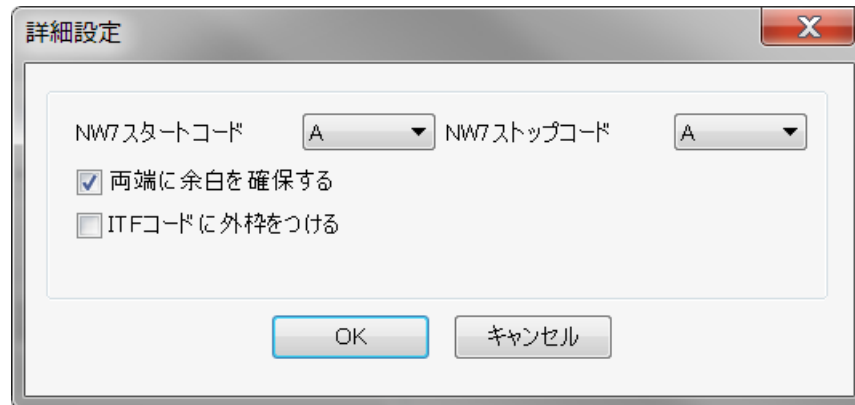 詳細設定
NW7スタートコード A NW7ストップコード A
両端に余白を確保する
ITFコードに外枠をつける
OK キャンセル